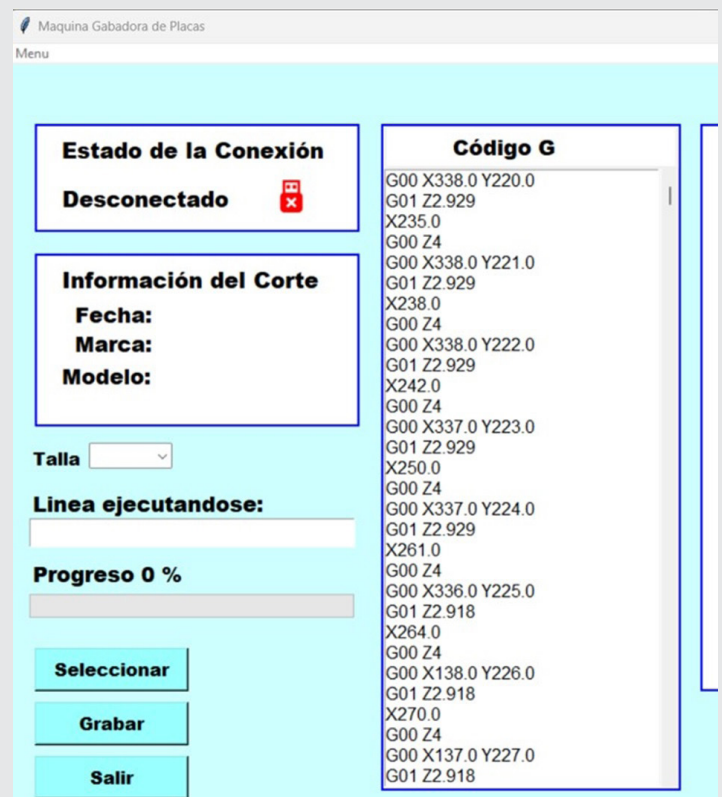 Maquina Gabadora de Placas
Menu
Estado de la Conexión
Desconectado
Información del Corte
Fecha:
Marca:
Modelo:
Talla
Linea ejecutandose:
Progreso 0 %
Seleccionar
Grabar
Salir
Código G
G00 X338.0 Y220.0
G01 Z2.929
X235.0
G00 Z4
G00 X338.0 Y221.0
G01 Z2.929
X238.0
G00 Z4
G00 X338.0 Y222.0
G01 Z2.929
X242.0
G00 Z4
G00 X337.0 Y223.0
G01 Z2.929
X250.0
G00 Z4
G00 X337.0 Y224.0
G01 Z2.929
X261.0
G00 Z4
G00 X336.0 Y225.0
G01 Z2.918
X264.0
G00 Z4
G00 X138.0 Y226.0
G01 Z2.918
X270.0
G00 Z4
G00 X137.0 Y227.0
G01 Z2.918